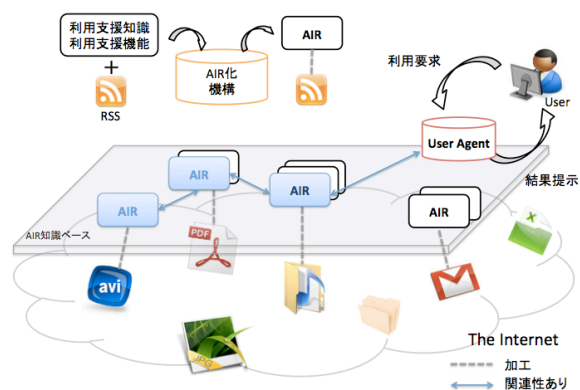 利用支援知識
利用支援機能
+
RSS
AIR化
機構
AIR
利用要求
User
User Agent
結果提示
AIR
AIR
AIR
AIR
AIR知識ベース
PDF
avi
JPG
X
The Internet
加工
関連性あり